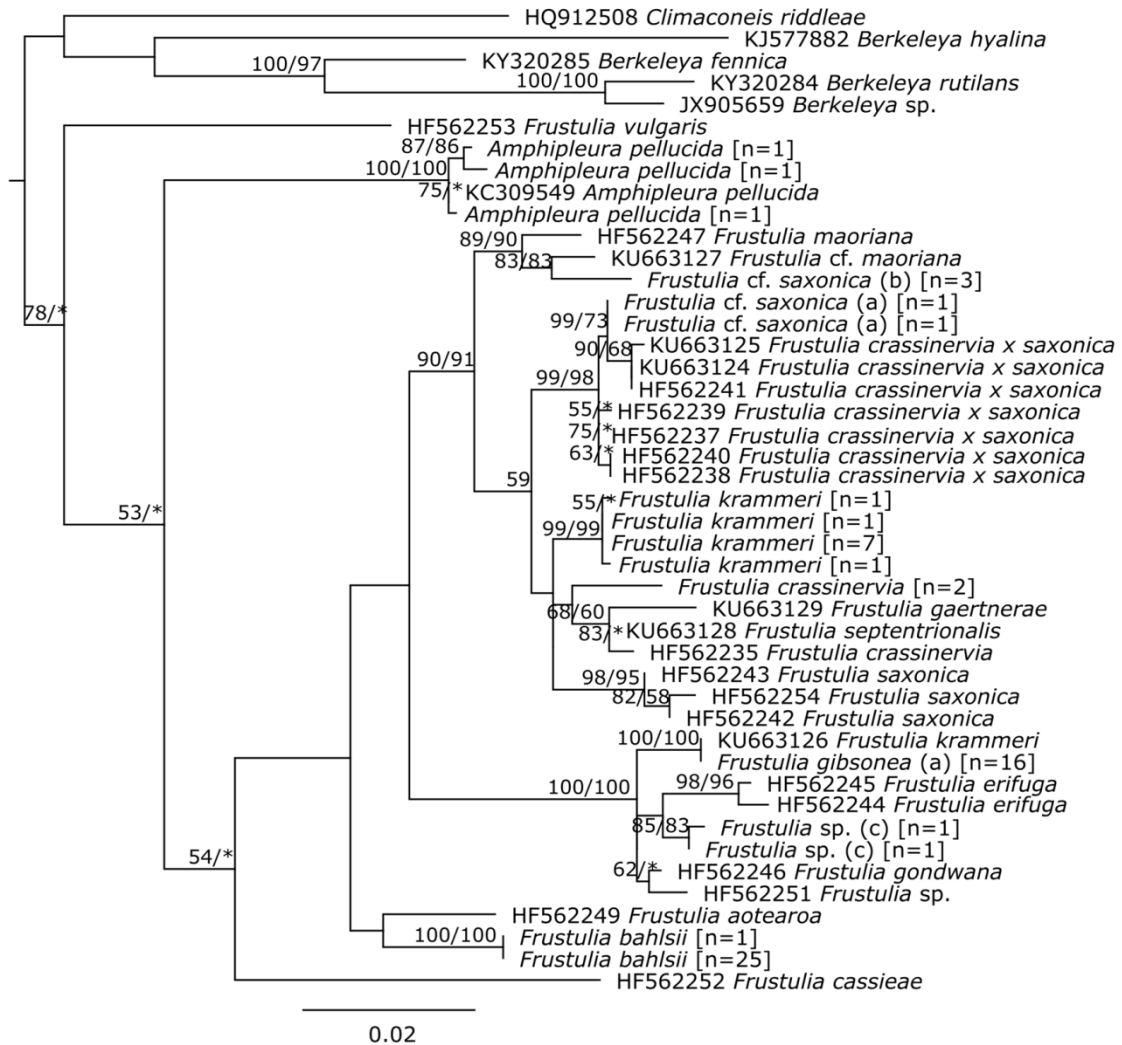 HQ912508 Climaconeis riddleae
KJ577882 Berkeleya hyalina
100/97 KY320285 Berkeleya fennica
100/100 KY320284 Berkeleya rutilans
JX905659 Berkeleya sp.
HF562253 Frustulia vulgaris
87/86 Amphipleura pellucida [n=1]
100/100 Amphipleura pellucida [n=1]
75/* KC309549 Amphipleura pellucida
Amphipleura pellucida [n=1]
89/90 HF562247 Frustulia maoriana
83/83 KU663127 Frustulia cf. maoriana
Frustulia cf. saxonica (b) [n=3]
Frustulia cf. saxonica (a) [n=1]
78/* 99/73 Frustulia cf. saxonica (a) [n=1]
90/68 KU663125 Frustulia crassinervia x saxonica
90/91 KU663124 Frustulia crassinervia x saxonica
99/98 HF562241 Frustulia crassinervia x saxonica
55/* HF562239 Frustulia crassinervia x saxonica
75/* HF562237 Frustulia crassinervia x saxonica
63/* HF562240 Frustulia crassinervia x saxonica
59 HF562238 Frustulia crassinervia x saxonica
55/* Frustulia krammeri [n=1]
53/* 99/99 Frustulia krammeri [n=1]
Frustulia krammeri [n=7]
Frustulia krammeri [n=1]
Frustulia crassinervia [n=2]
68/60 KU663129 Frustulia gaertnerae
83/* KU663128 Frustulia septentrionalis
HF562235 Frustulia crassinervia
98/95 HF562243 Frustulia saxonica
82/58 HF562254 Frustulia saxonica
HF562242 Frustulia saxonica
100/100 KU663126 Frustulia krammeri
Frustulia gibsonea (a) [n=16]
100/100 98/96 HF562245 Frustulia erifuga
HF562244 Frustulia erifuga
85/83 Frustulia sp. (c) [n=1]
Frustulia sp. (c) [n=1]
54/* 62/* HF562246 Frustulia gondwana
HF562251 Frustulia sp.
HF562249 Frustulia aotearoa
100/100 Frustulia bahlsii [n=1]
Frustulia bahlsii [n=25]
HF562252 Frustulia cassieae
0.02